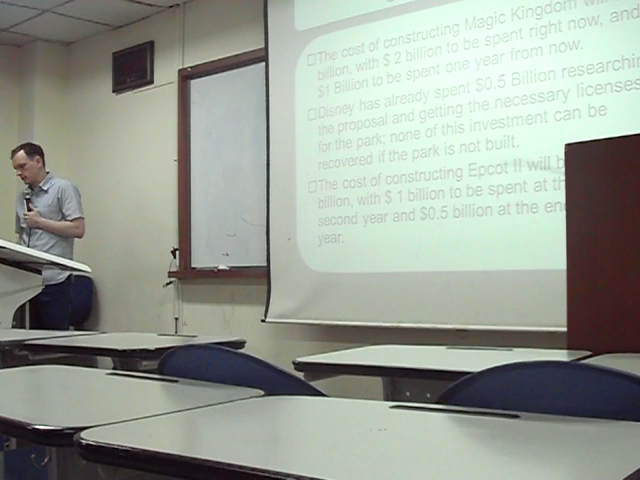 ☐The cost of constructing Magic Kingdom will
billion, with $ 2 billion to be spent right now, and
$1 Billion to be spent one year from now.
☐Disney has already spent $0.5 Billion researchin
the proposal and getting the necessary licenses
for the park; none of this investment can be
recovered if the park is not built.
☐The cost of constructing Epcot II will b
billion, with $ 1 billion to be spent at th
second year and $0.5 billion at the en
year.